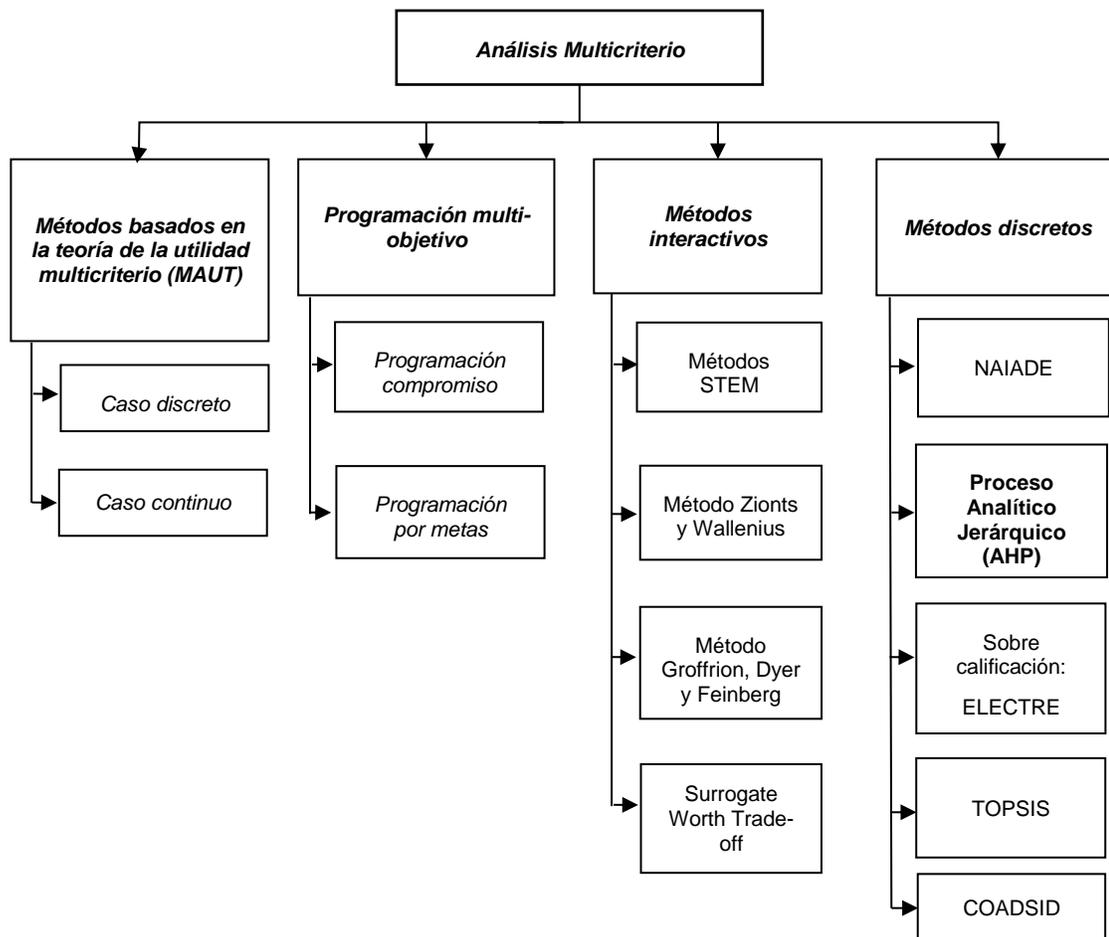 Análisis Multicriterio
Métodos basados en
la teoría de la utilidad
multicriterio (MAUT)
Caso discreto
Caso continuo
Programación multi-
objetivo
Programación
compromiso
Programación
por metas
Métodos
interactivos
Métodos
STEM
Método Zionts
y Wallenius
Método
Groffrion, Dyer
y Feinberg
Surrogate
Worth Trade-
off
Métodos discretos
NAIADE
Proceso
Analítico
Jerárquico
(AHP)
Sobre
calificación:
ELECTRE
TOPSIS
COADSID